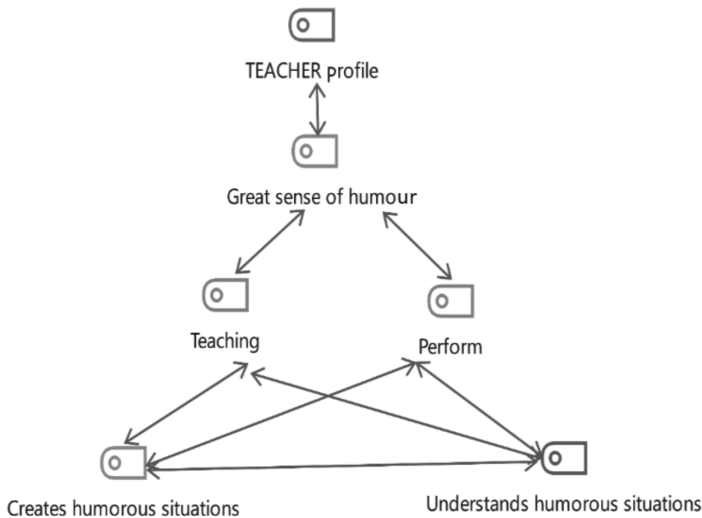 TEACHER profile
Great sense of humour
Teaching
Perform
Creates humorous situations
Understands humorous situations